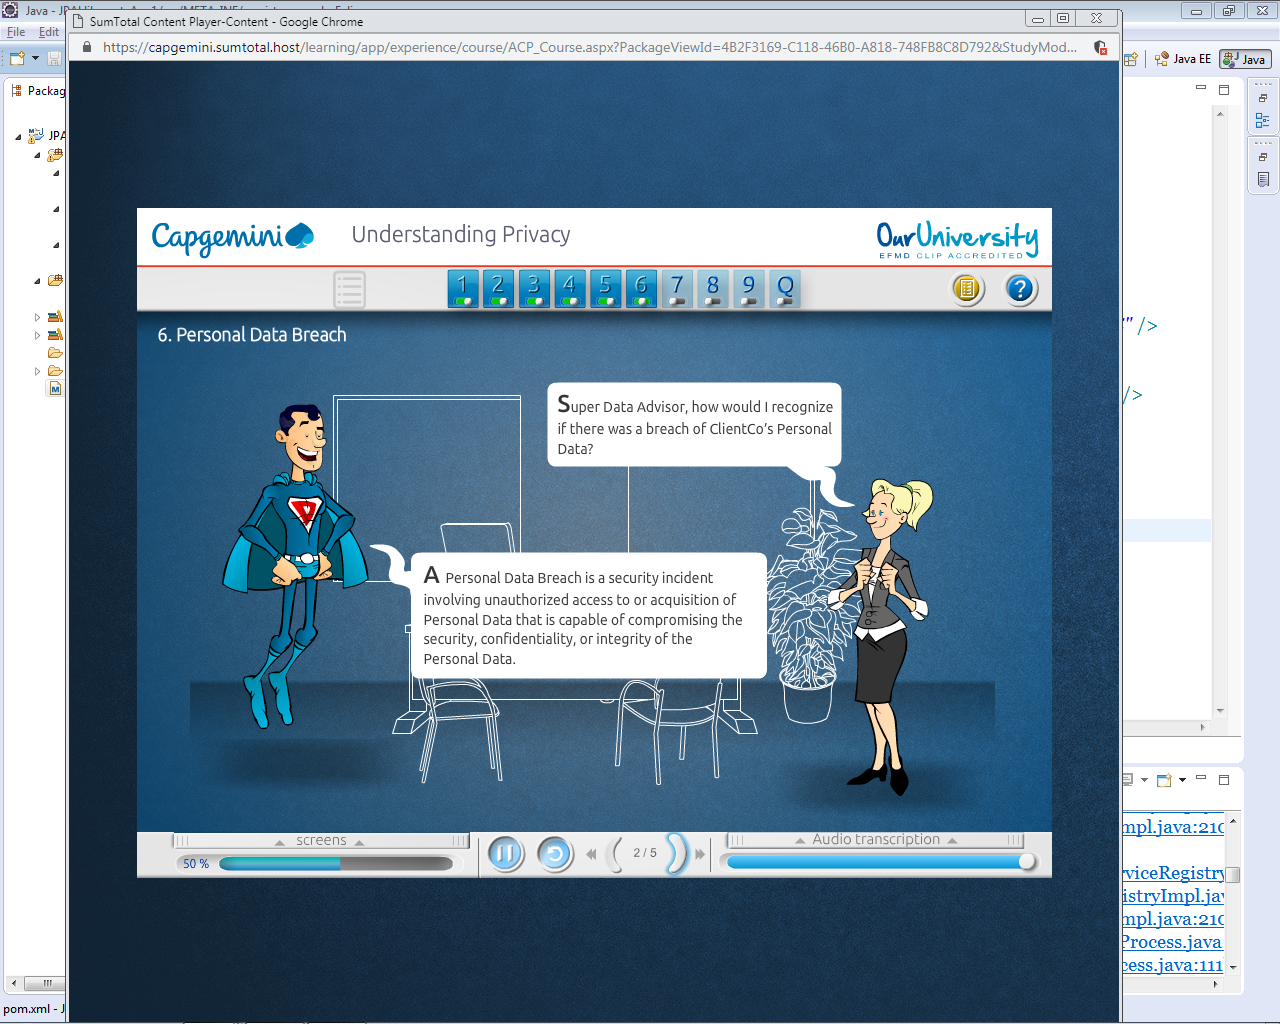 Java - JPA
SumTotal Content Player-Content - Google Chrome
File Edit
https://capgemini.sumtotal.host/learning/app/experience/course/ACP_Course.aspx?PackageViewId=4B2F3169-C118-46B0-A818-748FB8C8D792&StudyMod...
Java EE
Java
Packag
JPA
Capgemini
Understanding Privacy
OurUniversity
EFMD CLIP ACCREDITED
1 2 3 4 5 6 7 8 9 Q
?
6. Personal Data Breach
" />
/>
Super Data Advisor, how would I recognize
if there was a breach of ClientCo's Personal
Data?
A Personal Data Breach is a security incident
involving unauthorized access to or acquisition of
Personal Data that is capable of compromising the
security, confidentiality, or integrity of the
Personal Data.
screens
50 %
2 / 5
Audio transcription
mpl.java:210
rviceRegistry
istryImpl.jav
mpl.java:210
Process.java
cess.java:111
pom.xml - J